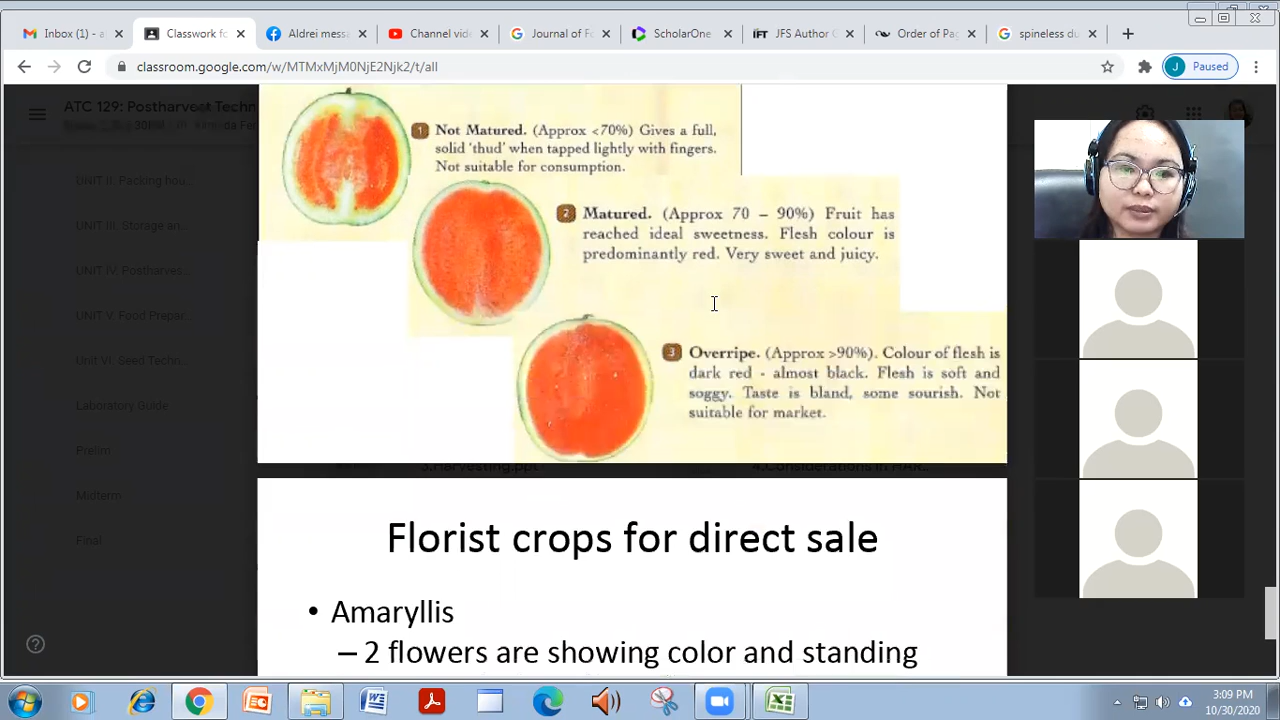 Inbox (1) - a
Classwork fo
Aldrei mess
Channel vid
Journal of Fo
ScholarOne
IFT JFS Author
Order of Pa
spineless du
classroom.google.com/w/MTMxMjM0NjE2Njk2/t/all
J Paused
ATC 129: Postharvest Techn
UNIT II. Packing hou
UNIT III. Storage an...
UNIT IV. Postharves
UNIT V. Food Prepar
Unit VI. Seed Techn
Laboratory Guide
Prelim
Midterm
Final
1 Not Matured. (Approx <70%) Gives a full,
solid 'thud' when tapped lightly with fingers.
Not suitable for consumption.
2 Matured. (Approx 70 – 90%) Fruit has
reached ideal sweetness. Flesh colour is
predominantly red. Very sweet and juicy.
3 Overripe. (Approx >90%). Colour of flesh is
dark red - almost black. Flesh is soft and
soggy. Taste is bland, some sourish. Not
suitable for market.
3.Harvesting.ppt
4.Considerations in HAR...
Florist crops for direct sale
• Amaryllis
– 2 flowers are showing color and standing
3:09 PM
10/30/2020